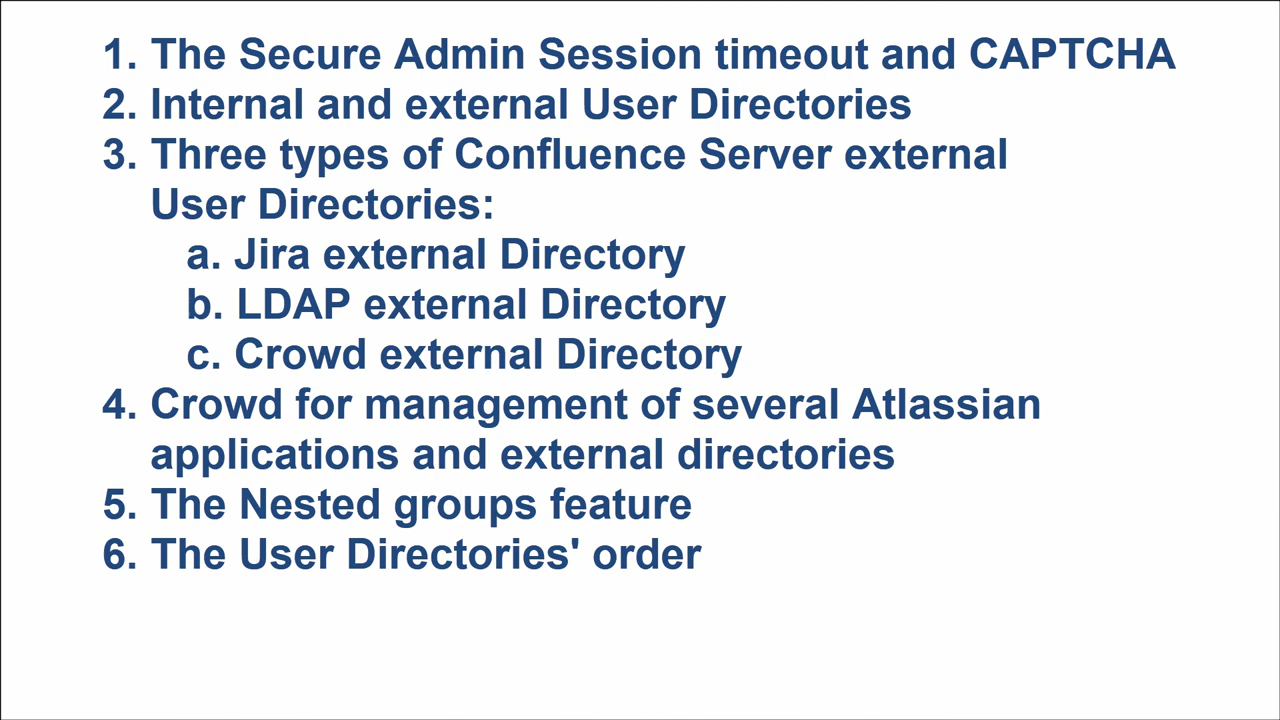 1. The Secure Admin Session timeout and CAPTCHA
2. Internal and external User Directories
3. Three types of Confluence Server external
User Directories:
a. Jira external Directory
b. LDAP external Directory
c. Crowd external Directory
4. Crowd for management of several Atlassian
applications and external directories
5. The Nested groups feature
6. The User Directories' order